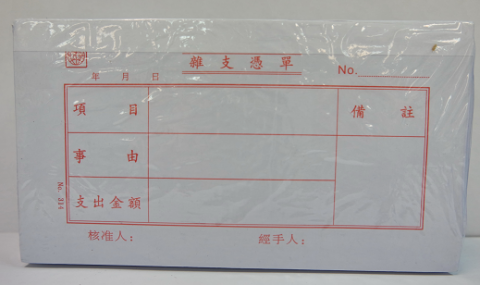 雜支憑單
No.
年 月 日
項目 備註
事由
支出金額
核准人: 經手人: